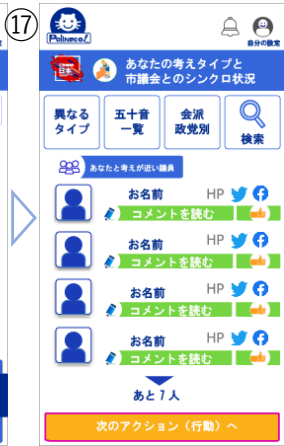 ⑰
Polineco!
自分の設定
日本
あなたの考えタイプと
市議会とのシンクロ状況
異なる
タイプ
五十音
一覧
会派
政党別
検索
あなたと考えが近い議員
お名前 HP
コメントを読む
お名前 HP
コメントを読む
お名前 HP
コメントを読む
お名前 HP
コメントを読む
あと7人
次のアクション（行動）へ